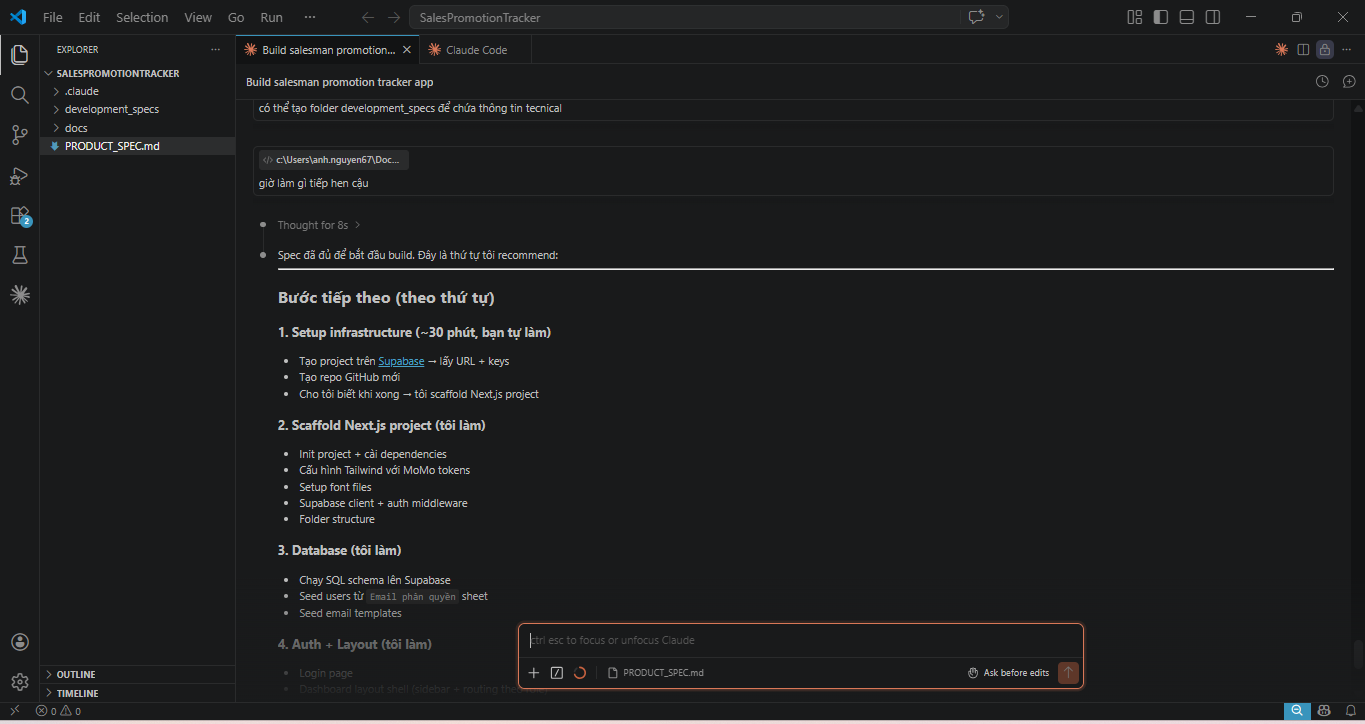 File Edit Selection View Go Run ··· SalesPromotionTracker
EXPLORER ···
SALESPROMOTIONTRACKER
.claude
development_specs
docs
PRODUCT_SPEC.md
OUTLINE
TIMELINE
2
Build salesman promotion...
Claude Code
Build salesman promotion tracker app
có thể tạo folder development_specs để chứa thông tin tecnical
c:\Users\anh.nguyen67\Doc...
giờ làm gì tiếp hen cậu
Thought for 8s
Spec đã đủ để bắt đầu build. Đây là thứ tự tôi recommend:
Bước tiếp theo (theo thứ tự)
1. Setup infrastructure (~30 phút, bạn tự làm)
• Tạo project trên Supabase → lấy URL + keys
• Tạo repo GitHub mới
• Cho tôi biết khi xong → tôi scaffold Next.js project
2. Scaffold Next.js project (tôi làm)
• Init project + cài dependencies
• Cấu hình Tailwind với MoMo tokens
• Setup font files
• Supabase client + auth middleware
• Folder structure
3. Database (tôi làm)
• Chạy SQL schema lên Supabase
• Seed users từ Email phân quyền sheet
• Seed email templates
4. Auth + Layout (tôi làm)
• Login page
• Dashboard layout shell (sidebar + routing
ctrl esc to focus or unfocus Claude
PRODUCT_SPEC.md
Ask before edits
0 0